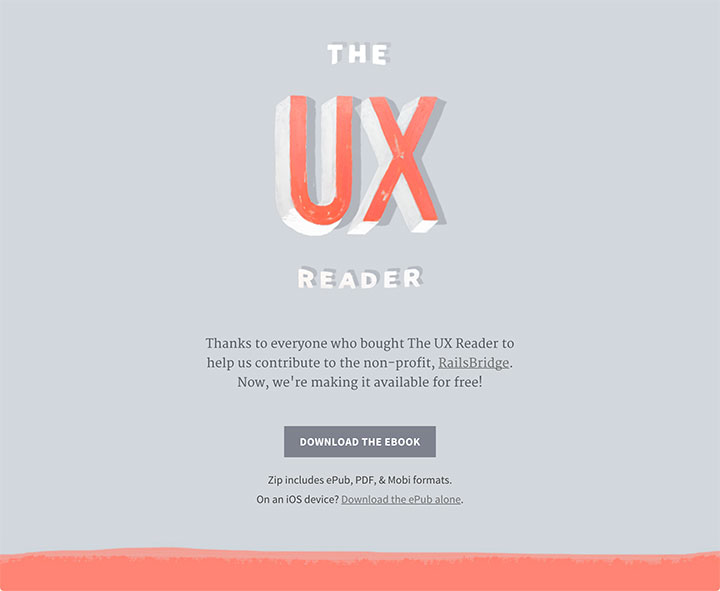 THE
UX
READER
Thanks to everyone who bought The UX Reader to
help us contribute to the non-profit, RailsBridge.
Now, we're making it available for free!
DOWNLOAD THE EBOOK
Zip includes ePub, PDF, & Mobi formats.
On an iOS device? Download the ePub alone.